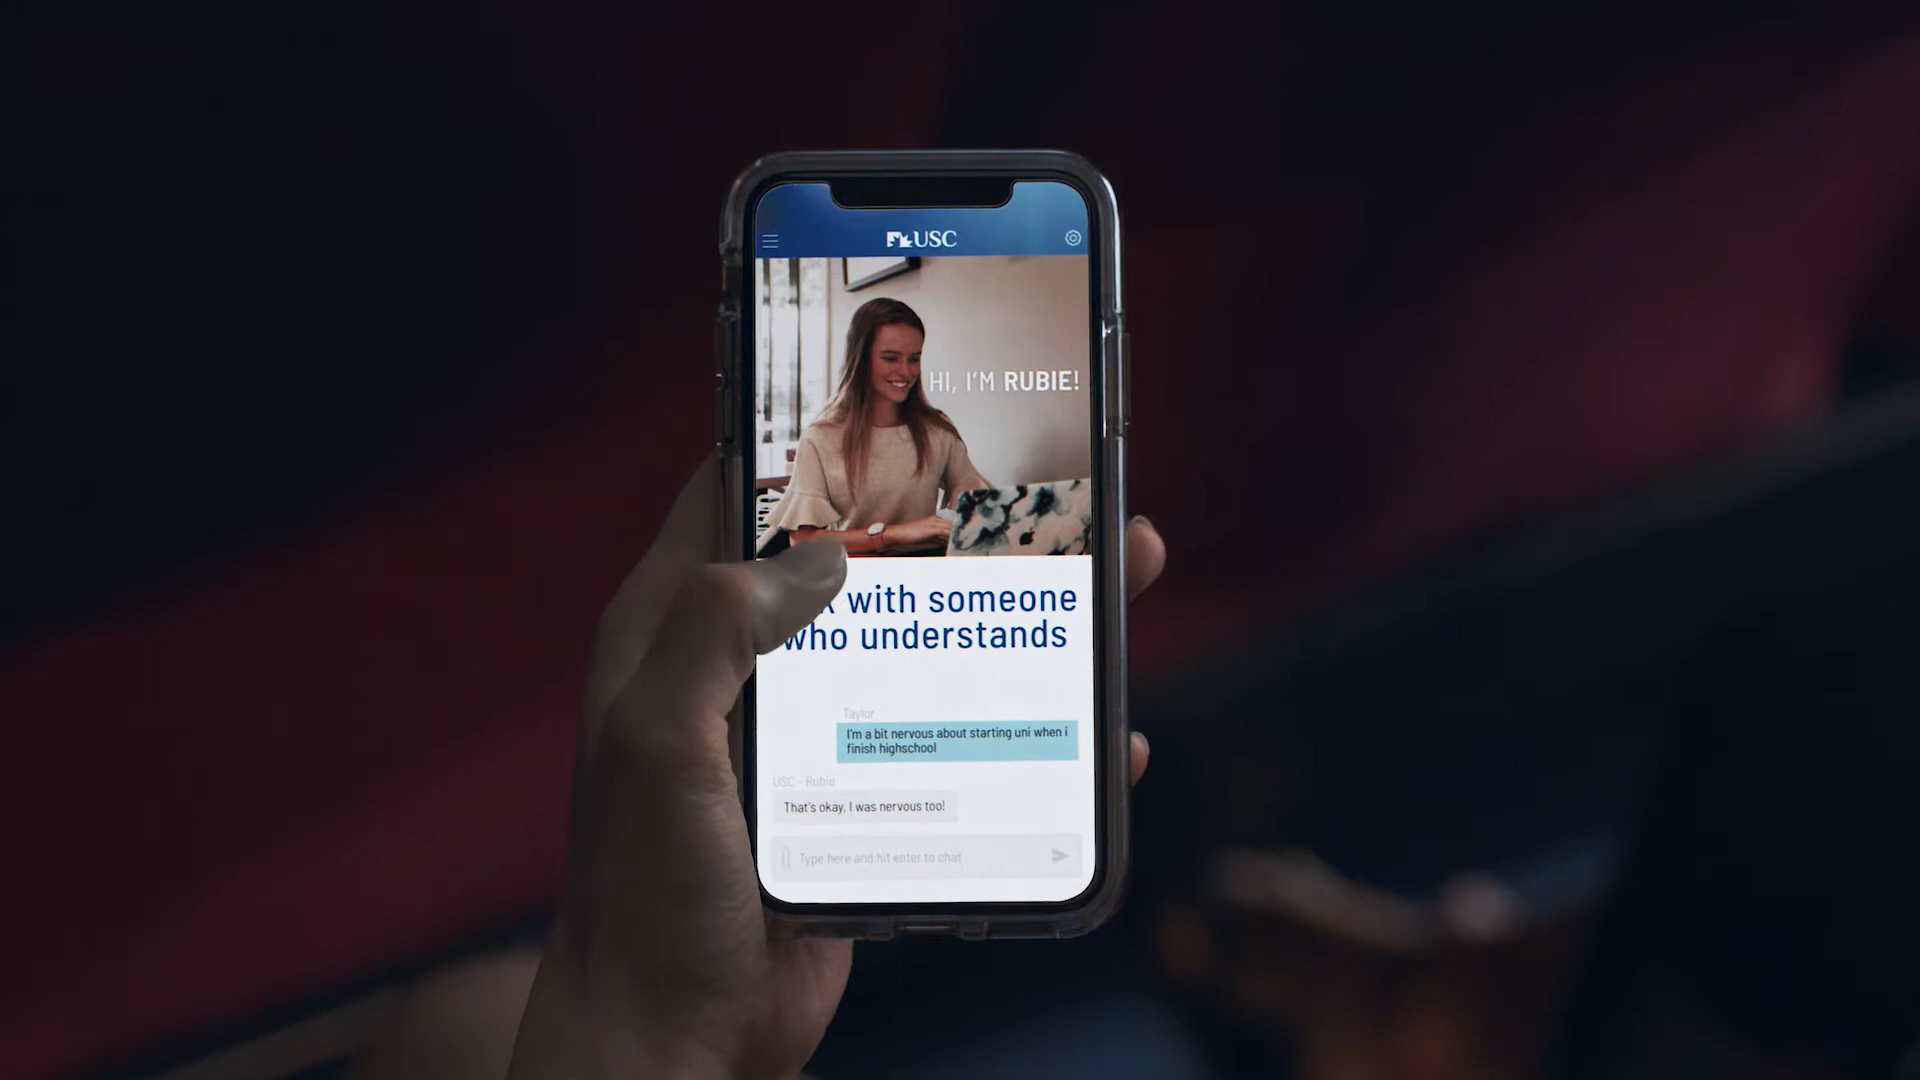 USC
HI, I'M RUBIE!
with someone
who understands
Taylor
I'm a bit nervous about starting uni when i
finish highschool
USC - Rubie
That's okay, I was nervous too!
Type here and hit enter to chat